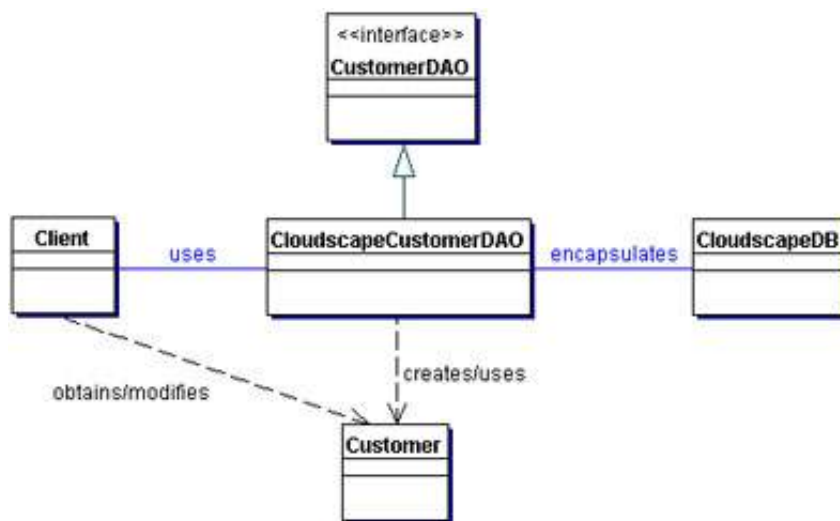 <<interface>>
CustomerDAO
Client
uses
CloudscapeCustomerDAO
encapsulates
CloudscapeDB
obtains/modifies
creates/uses
Customer